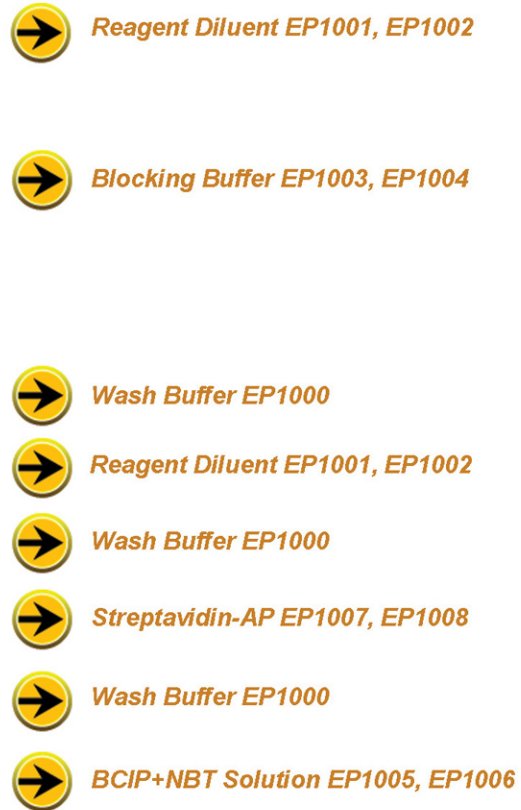 Reagent Diluent EP1001, EP1002
Blocking Buffer EP1003, EP1004
Wash Buffer EP1000
Reagent Diluent EP1001, EP1002
Wash Buffer EP1000
Streptavidin-AP EP1007, EP1008
Wash Buffer EP1000
BCIP+NBT Solution EP1005, EP1006